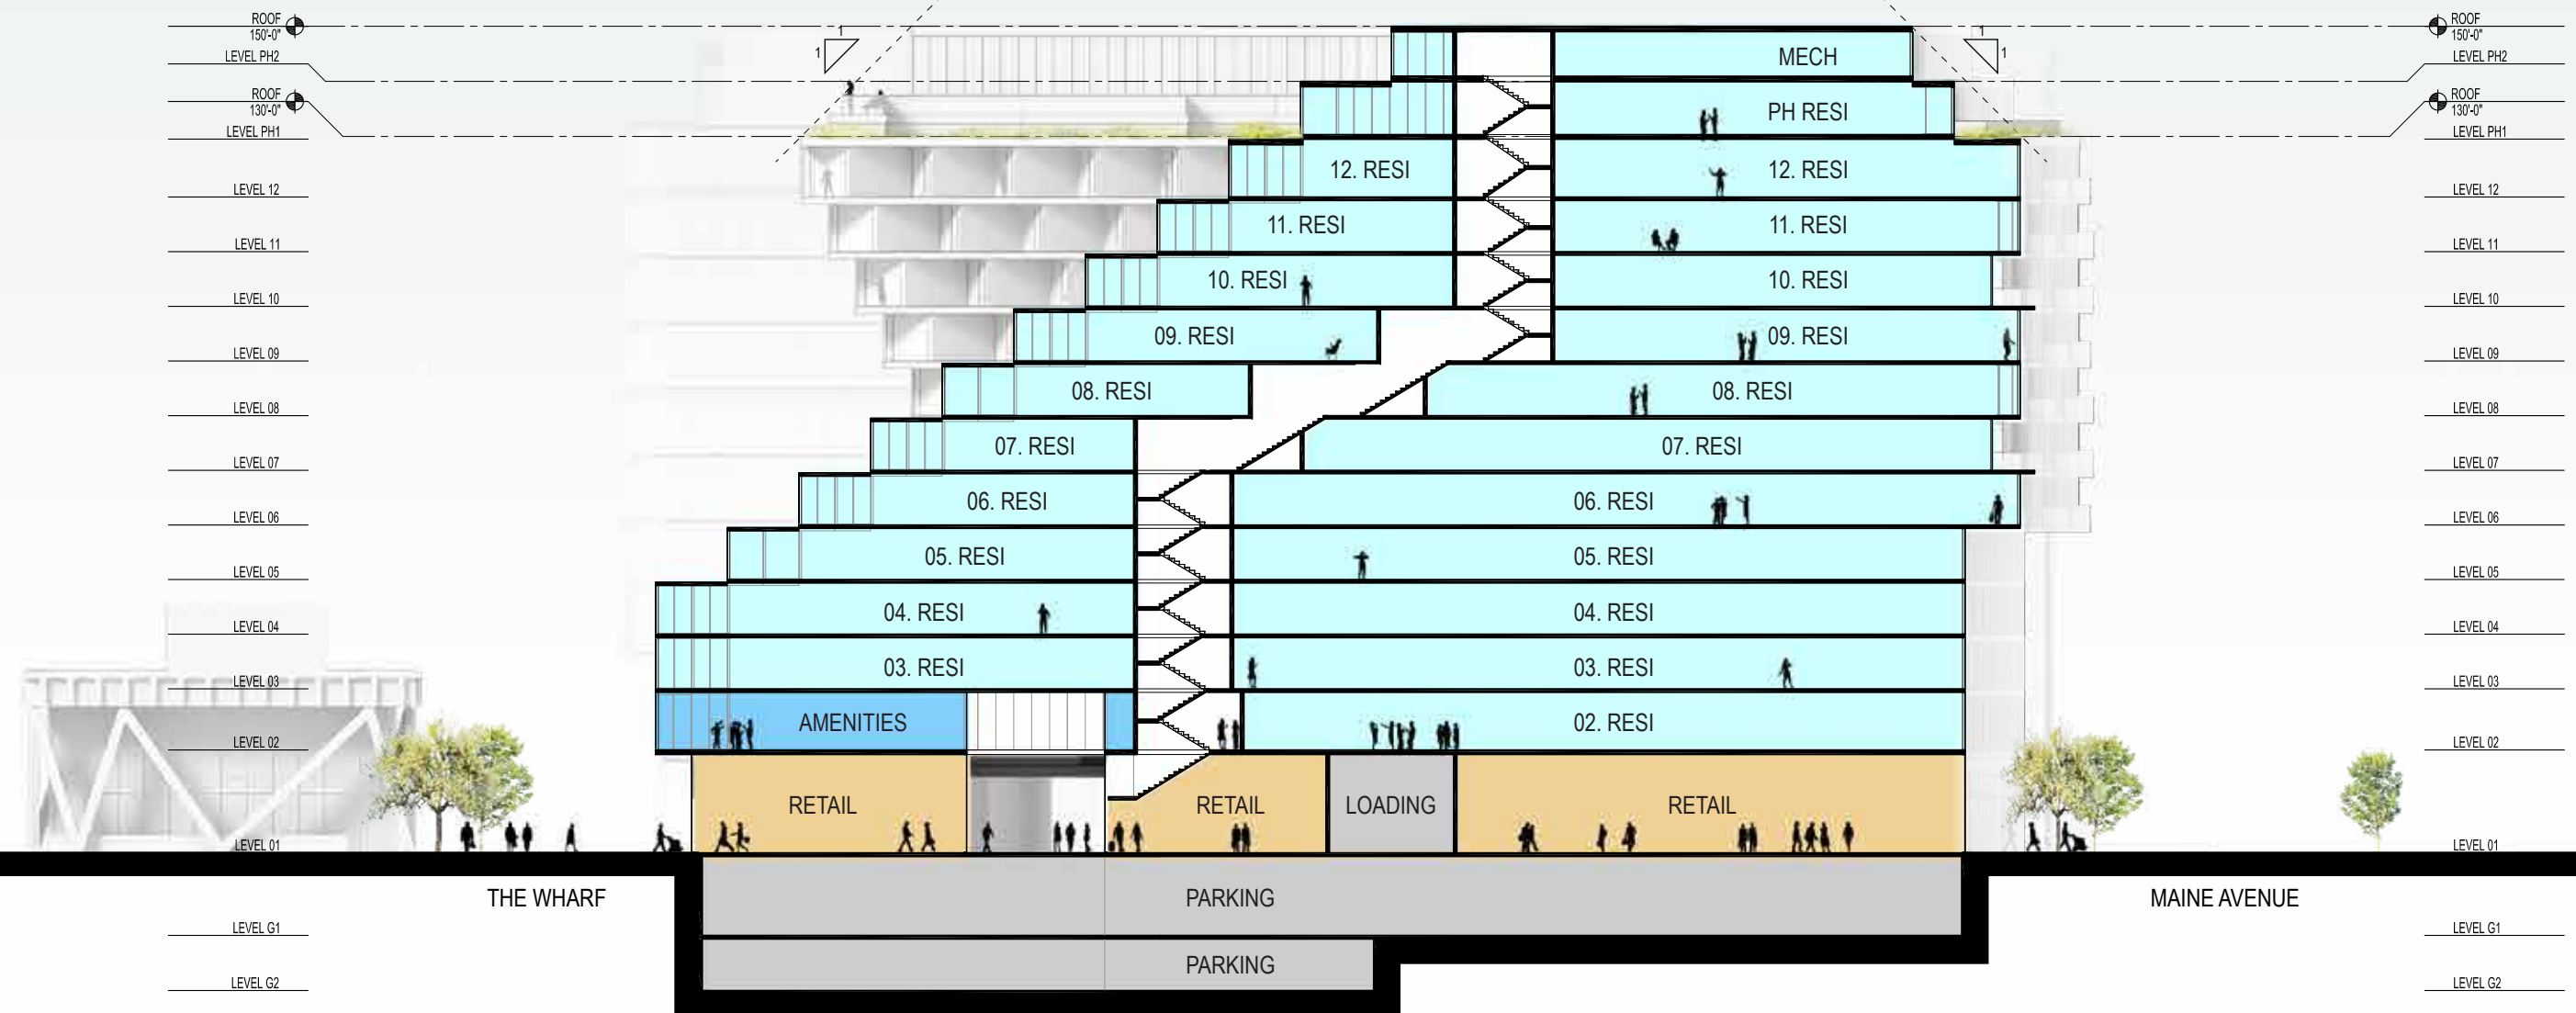 ROOF
150'-0"
LEVEL PH2
ROOF
130'-0"
LEVEL PH1
LEVEL 12
LEVEL 11
LEVEL 10
LEVEL 09
LEVEL 08
LEVEL 07
LEVEL 06
LEVEL 05
LEVEL 04
LEVEL 03
LEVEL 02
LEVEL 01
LEVEL G1
LEVEL G2
1
1
1
1
MECH
PH RESI
12. RESI
12. RESI
11. RESI
11. RESI
10. RESI
10. RESI
09. RESI
09. RESI
08. RESI
08. RESI
07. RESI
07. RESI
06. RESI
06. RESI
05. RESI
05. RESI
04. RESI
04. RESI
03. RESI
03. RESI
AMENITIES
02. RESI
RETAIL
RETAIL
LOADING
RETAIL
THE WHARF
PARKING
MAINE AVENUE
PARKING
ROOF
150'-0"
LEVEL PH2
ROOF
130'-0"
LEVEL PH1
LEVEL 12
LEVEL 11
LEVEL 10
LEVEL 09
LEVEL 08
LEVEL 07
LEVEL 06
LEVEL 05
LEVEL 04
LEVEL 03
LEVEL 02
LEVEL 01
LEVEL G1
LEVEL G2